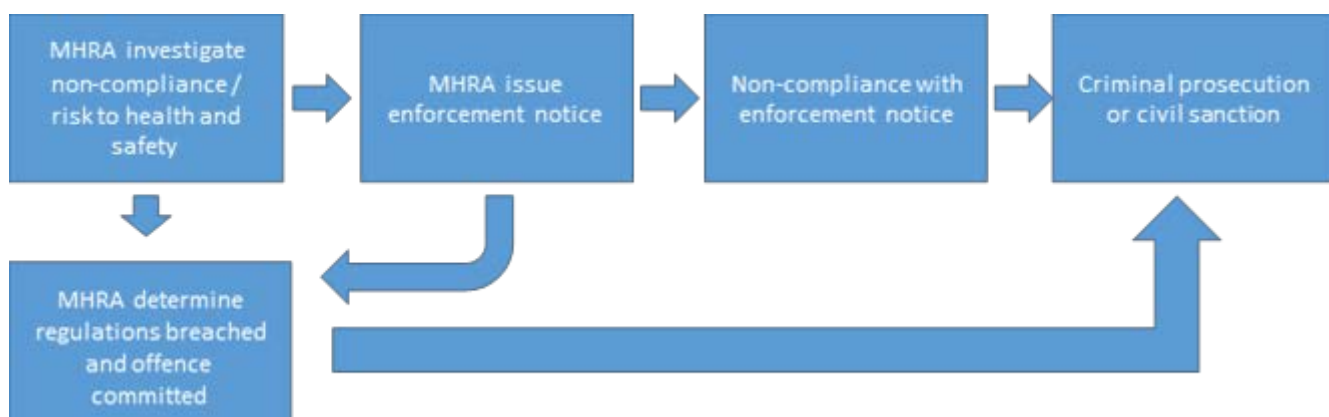 MHRA investigate
non-compliance /
risk to health and
safety
MHRA issue
enforcement notice
Non-compliance with
enforcement notice
Criminal prosecution
or civil sanction
MHRA determine
regulations breached
and offence
committed